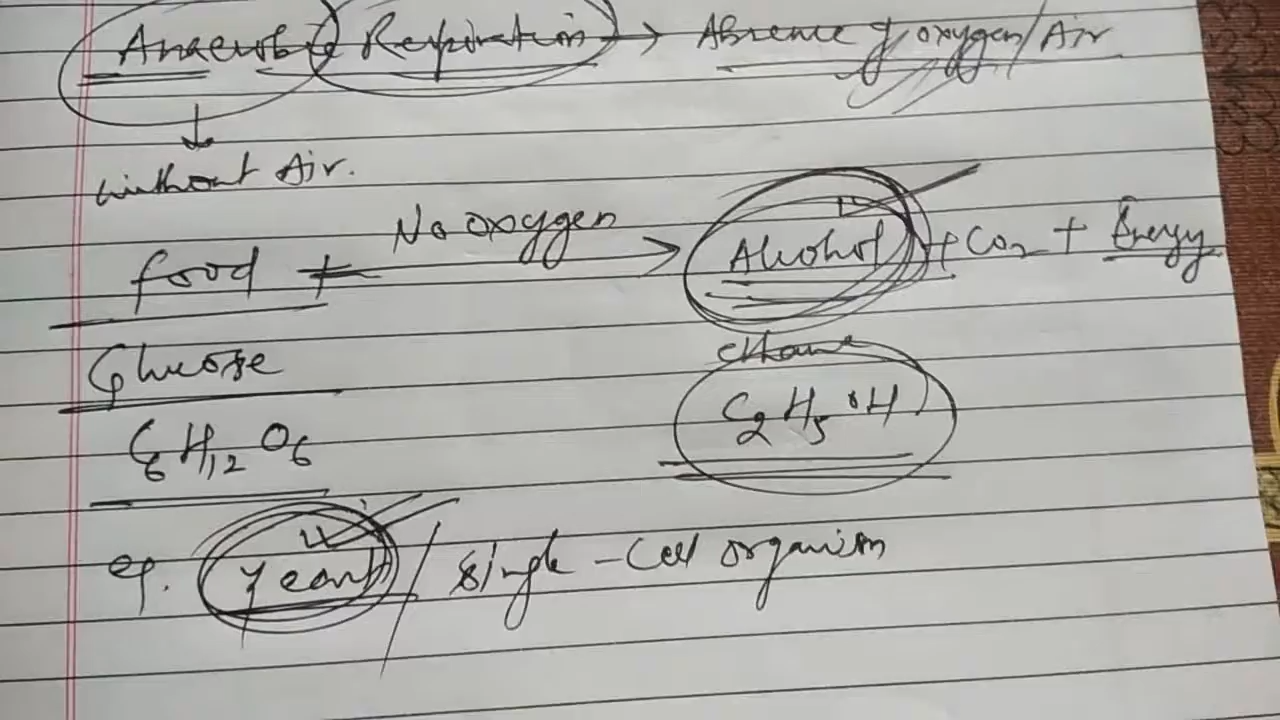 Anaerobic Respiration → Absence of oxygen/Air
↓
without Air.
No oxygen
food + → Alcohol + CO2 + Energy
Glucose
C6H12O6 C2H5OH
eg. Yeast / single-cell organism